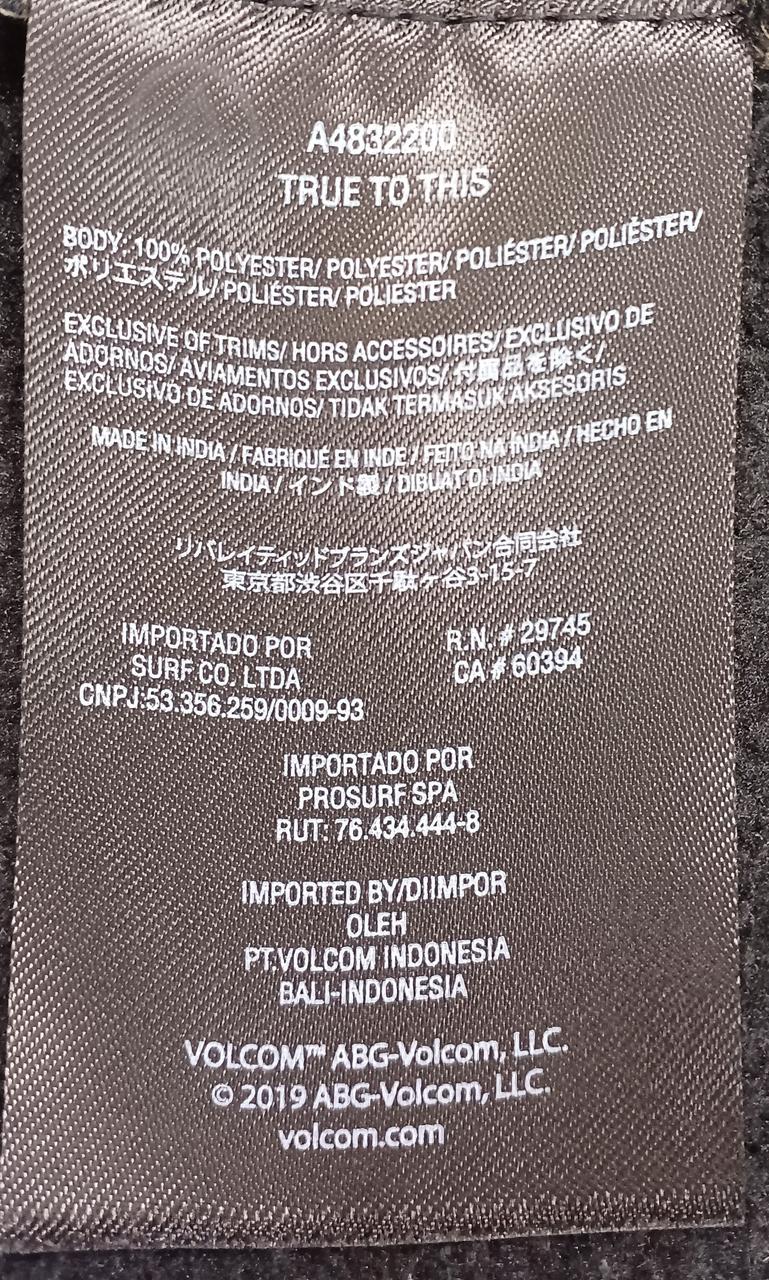 A4832200
TRUE TO THIS
BODY: 100% POLYESTER/ POLYESTER/ POLIÉSTER/ POLIÉSTER/
ポリエステル/ POLIÉSTER/ POLIESTER
EXCLUSIVE OF TRIMS/ HORS ACCESSOIRES/ EXCLUSIVO DE
ADORNOS/ AVIAMENTOS EXCLUSIVOS/ 付属品を除く/
EXCLUSIVO DE ADORNOS/ TIDAK TERMASUK AKSESORIS
MADE IN INDIA / FABRIQUÉ EN INDE / FEITO NA ÍNDIA / HECHO EN
INDIA / インド製 / DIBUAT DI INDIA
リバレイティッドブランズジャパン合同会社
東京都渋谷区千駄ヶ谷3-15-7
IMPORTADO POR
SURF CO. LTDA
CNPJ:53.356.259/0009-93
R.N. # 29745
CA # 60394
IMPORTADO POR
PROSURF SPA
RUT: 76.434.444-8
IMPORTED BY/DIIMPOR
OLEH
PT.VOLCOM INDONESIA
BALI-INDONESIA
VOLCOM™ ABG-Volcom, LLC.
© 2019 ABG-Volcom, LLC.
volcom.com